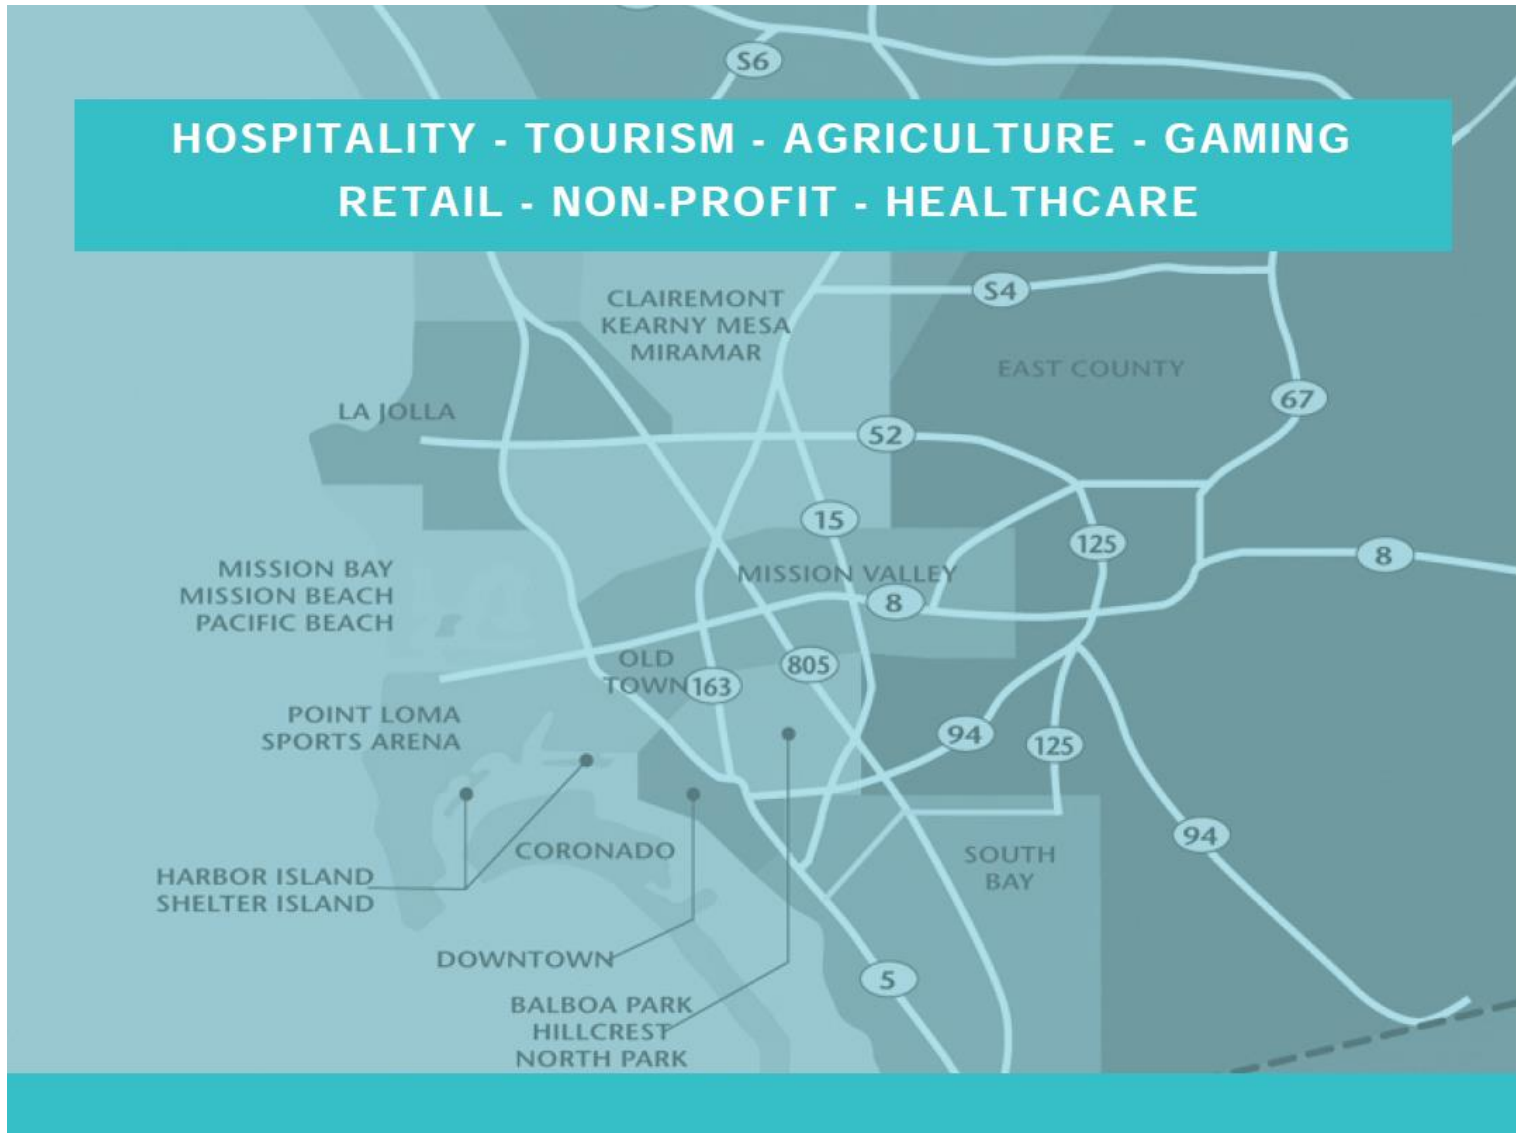 S6
HOSPITALITY - TOURISM - AGRICULTURE - GAMING
RETAIL - NON-PROFIT - HEALTHCARE
CLAIREMONT
KEARNY MESA
MIRAMAR
S4
EAST COUNTY
67
LA JOLLA
52
15
125
8
MISSION BAY
MISSION BEACH
PACIFIC BEACH
MISSION VALLEY
8
OLD
TOWN
163
805
POINT LOMA
SPORTS ARENA
94
125
CORONADO
HARBOR ISLAND
SHELTER ISLAND
SOUTH
BAY
94
DOWNTOWN
5
BALBOA PARK
HILLCREST
NORTH PARK